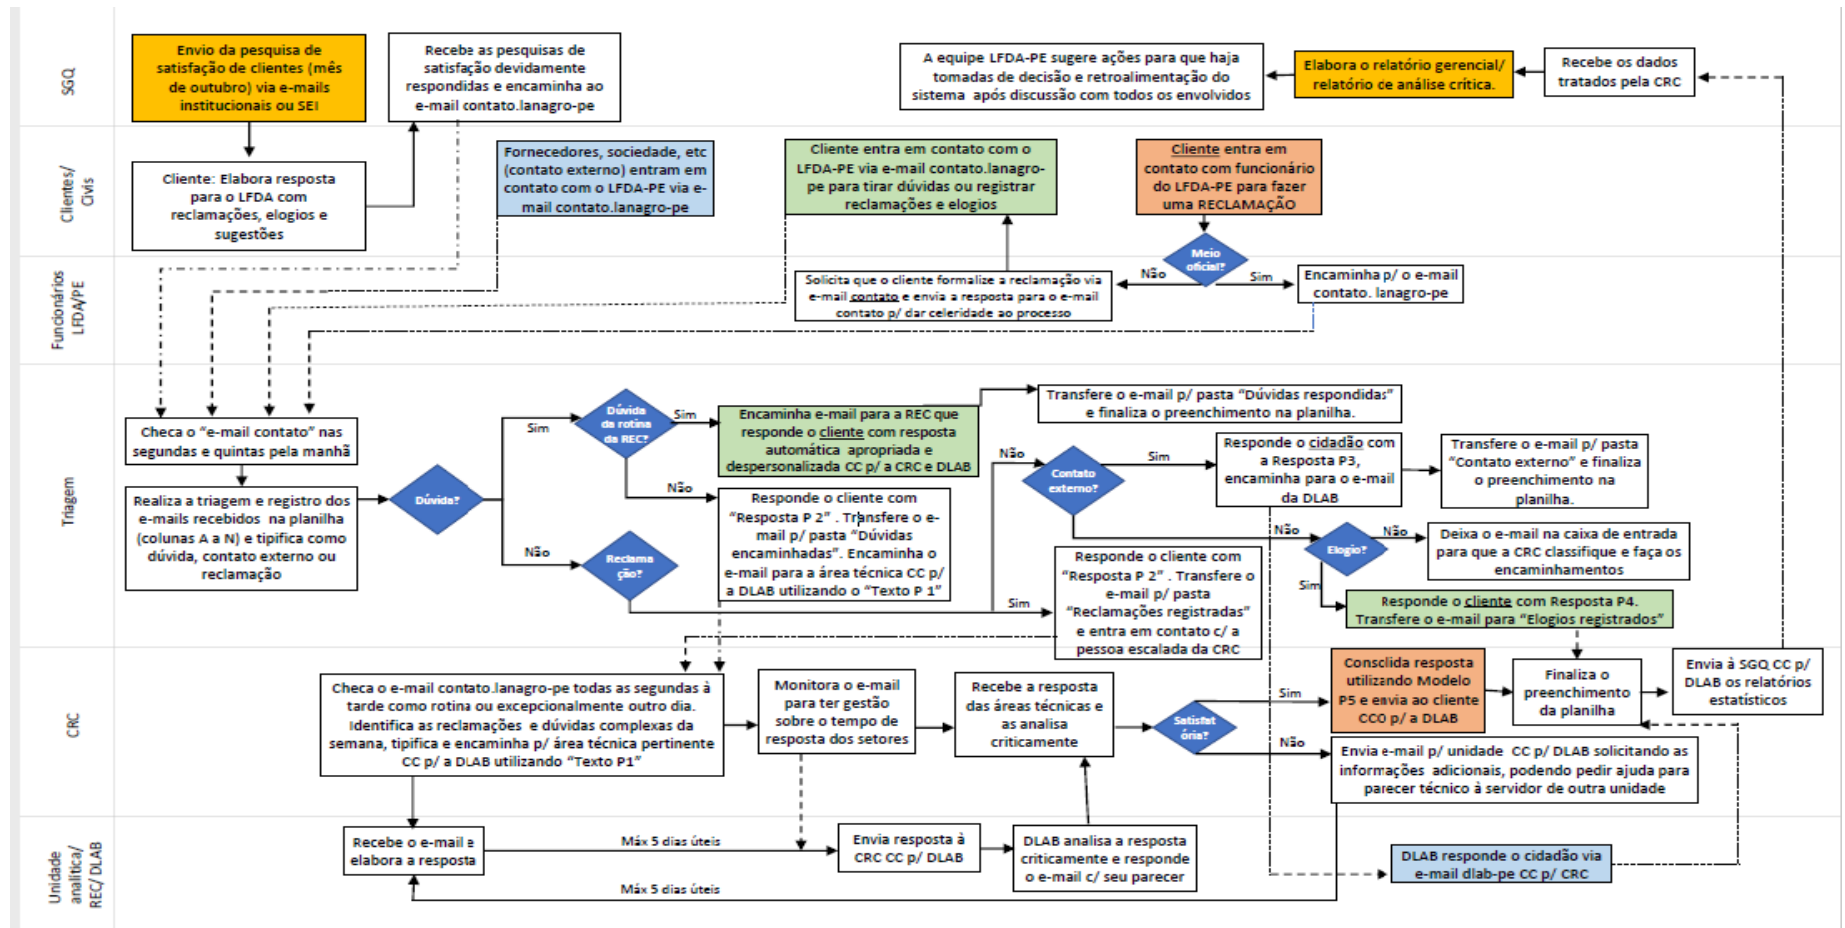 SGQ
Envio da pesquisa de
satisfação de clientes (mês
de outubro) via e-mails
institucionais ou SEI
Recebe as pesquisas de
satisfação devidamente
respondidas e encaminha ao
e-mail contato.lanagro-pe
A equipe LFDA-PE sugere ações para que haja
tomadas de decisão e retroalimentação do
sistema após discussão com todos os envolvidos
Elabora o relatório gerencial/
relatório de análise crítica.
Recebe os dados
tratados pela CRC
Clientes/
Civis
Cliente: Elabora resposta
para o LFDA com
reclamações, elogios e
sugestões
Fornecedores, sociedade, etc
(contato externo) entram em
contato com o LFDA-PE via e-
mail contato.lanagro-pe
Cliente entra em contato com o
LFDA-PE via e-mail contato.lanagro-
pe para tirar dúvidas ou registrar
reclamações e elogios
Cliente entra em
contato com funcionário
do LFDA-PE para fazer
uma RECLAMAÇÃO
Funcionários
LFDA/PE
Meio
oficial?
Não
Sim
Solicita que o cliente formalize a reclamação via
e-mail contato e envia a resposta para o e-mail
contato p/ dar celeridade ao processo
Encaminha p/ o e-mail
contato. lanagro-pe
Triagem
Checa o “e-mail contato” nas
segundas e quintas pela manhã
Realiza a triagem e registro dos
e-mails recebidos na planilha
(colunas A a N) e tipifica como
dúvida, contato externo ou
reclamação
Dúvida?
Sim
Não
Dúvida
da rotina
da REC?
Sim
Não
Encaminha e-mail para a REC que
responde o cliente com resposta
automática apropriada e
despersonalizada CC p/ a CRC e DLAB
Transfere o e-mail p/ pasta “Dúvidas respondidas”
e finaliza o preenchimento na planilha.
Responde o cliente com
“Resposta P 2” . Transfere o e-
mail p/ pasta “Dúvidas
encaminhadas”. Encaminha o
e-mail para a área técnica CC p/
a DLAB utilizando o “Texto P 1”
Reclama
ção?
Não
Sim
Contato
externo?
Sim
Não
Responde o cidadão com
a Resposta P3,
encaminha para o e-mail
da DLAB
Transfere o e-mail p/ pasta
“Contato externo” e finaliza
o preenchimento na
planilha.
Responde o cliente com
“Resposta P 2” . Transfere o
e-mail p/ pasta
“Reclamações registradas”
e entra em contato c/ a
pessoa escalada da CRC
Elogio?
Não
Sim
Deixa o e-mail na caixa de entrada
para que a CRC classifique e faça os
encaminhamentos
Responde o cliente com Resposta P4.
Transfere o e-mail para “Elogios registrados”
CRC
Checa o e-mail contato.lanagro-pe todas as segundas à
tarde como rotina ou excepcionalmente outro dia.
Identifica as reclamações e dúvidas complexas da
semana, tipifica e encaminha p/ área técnica pertinente
CC p/ a DLAB utilizando “Texto P1”
Monitora o e-mail
para ter gestão
sobre o tempo de
resposta dos setores
Recebe a resposta
das áreas técnicas e
as analisa
criticamente
Satisfat
ória?
Sim
Não
Consolida resposta
utilizando Modelo
P5 e envia ao cliente
CCO p/ a DLAB
Finaliza o
preenchimento
da planilha
Envia à SGQ CC p/
DLAB os relatórios
estatísticos
Envia e-mail p/ unidade CC p/ DLAB solicitando as
informações adicionais, podendo pedir ajuda para
parecer técnico à servidor de outra unidade
Unidade
analítica/
REC/ DLAB
Recebe o e-mail e
elabora a resposta
Máx 5 dias úteis
Máx 5 dias úteis
Envia resposta à
CRC CC p/ DLAB
DLAB analisa a resposta
criticamente e responde
o e-mail c/ seu parecer
DLAB responde o cidadão via
e-mail dlab-pe CC p/ CRC